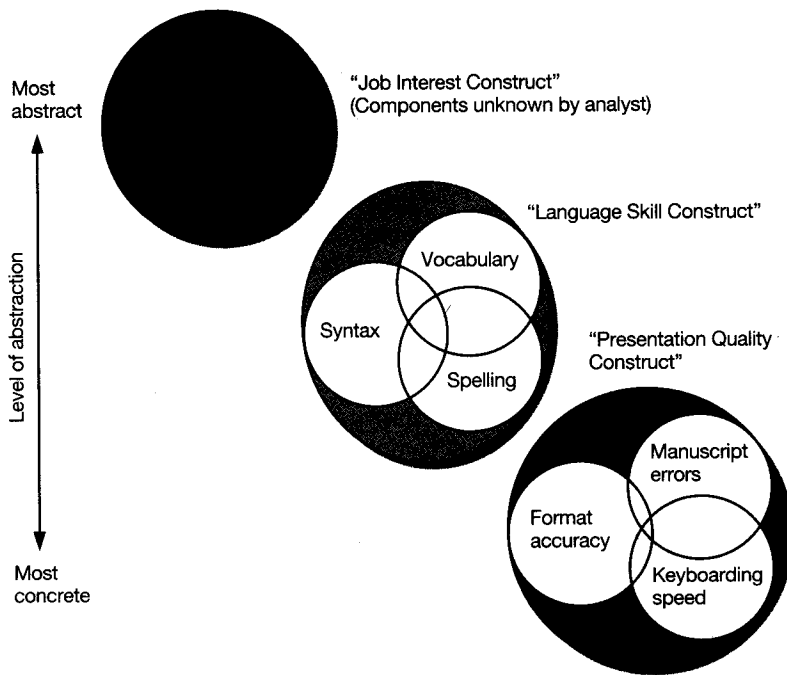 Most
abstract
"Job Interest Construct"
(Components unknown by analyst)
"Language Skill Construct"
Vocabulary
Syntax
Spelling
Level of abstraction
"Presentation Quality
Construct"
Manuscript
errors
Format
accuracy
Keyboarding
speed
Most
concrete